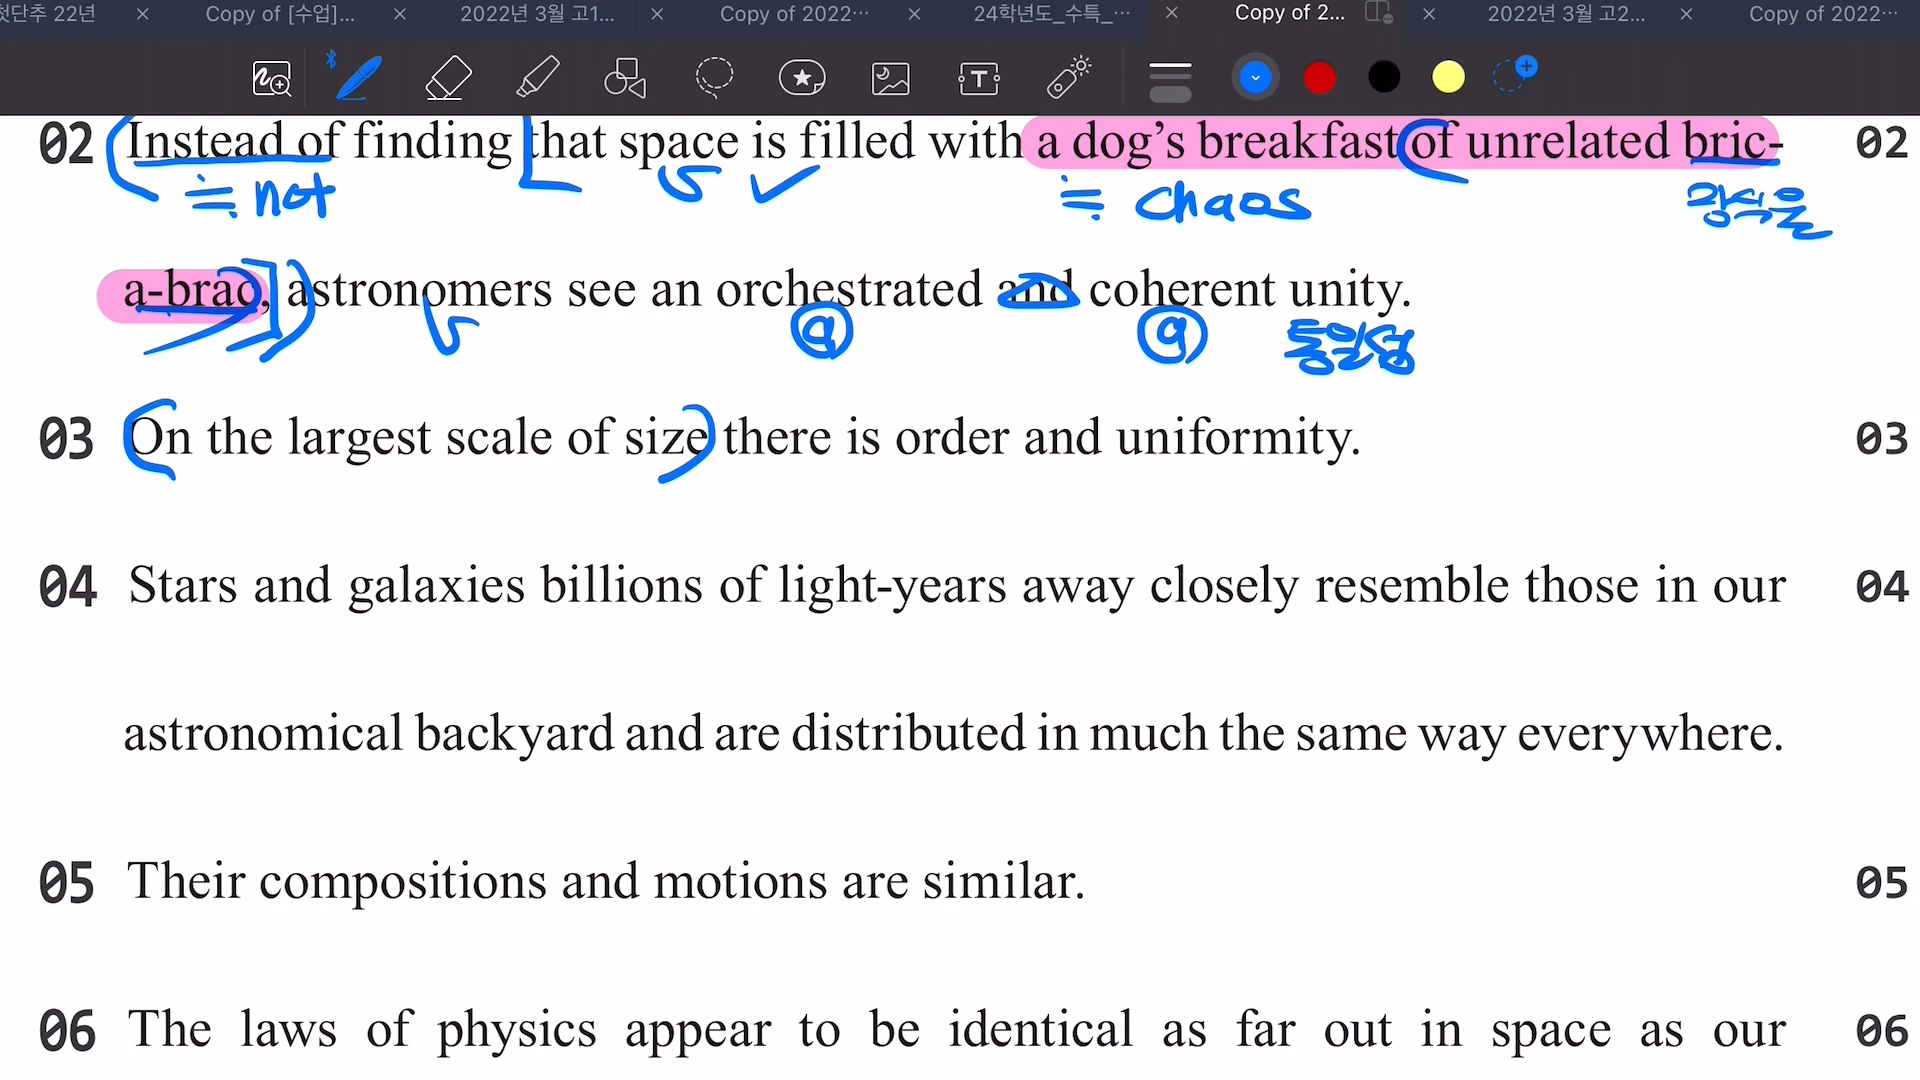 첫단추 22년 Copy of [수업]... 2022년 3월 고1... Copy of 2022··· 24학년도_수특_··· Copy of 2... 2022년 3월 고2... Copy of 2022···
T
02 Instead of finding that space is filled with a dog's breakfast of unrelated bric- 02
≒ not S ≒ chaos 장식물
a-brac, astronomers see an orchestrated and coherent unity.
S a a 통일성
03 On the largest scale of size there is order and uniformity. 03
04 Stars and galaxies billions of light-years away closely resemble those in our 04
astronomical backyard and are distributed in much the same way everywhere.
05 Their compositions and motions are similar. 05
06 The laws of physics appear to be identical as far out in space as our 06